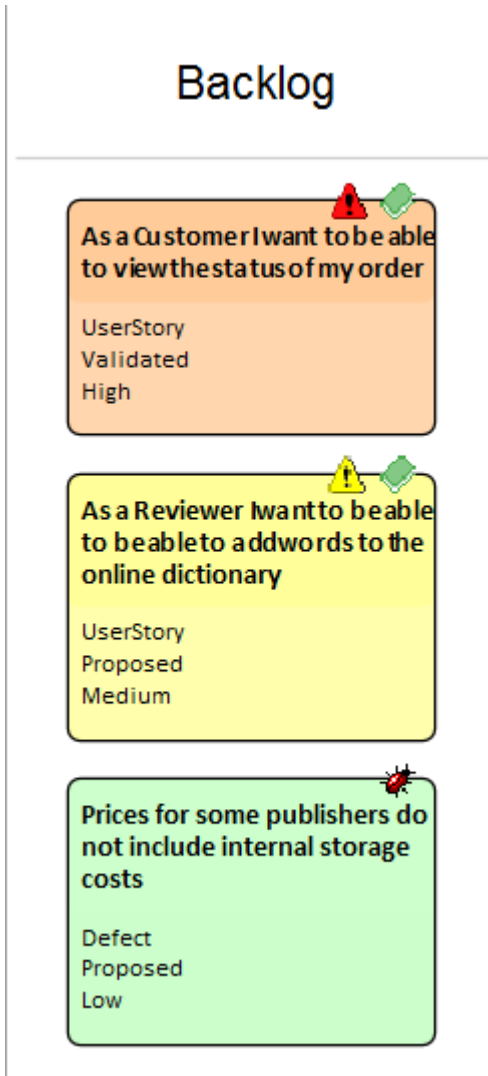 Backlog
As a Customer I want to be able
to view the status of my order
UserStory
Validated
High
As a Reviewer I want to be able
to be able to add words to the
online dictionary
UserStory
Proposed
Medium
Prices for some publishers do
not include internal storage
costs
Defect
Proposed
Low